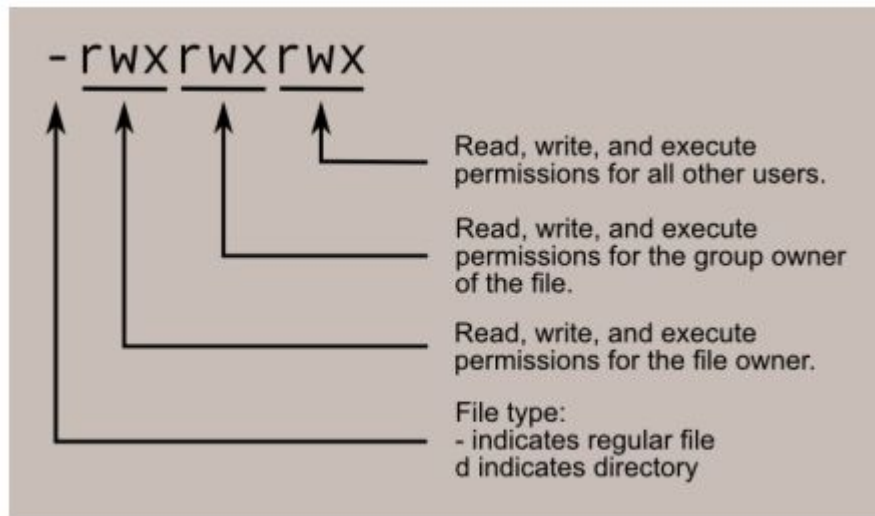 -rwxrwxrwx
Read, write, and execute
permissions for all other users.
Read, write, and execute
permissions for the group owner
of the file.
Read, write, and execute
permissions for the file owner.
File type:
- indicates regular file
d indicates directory